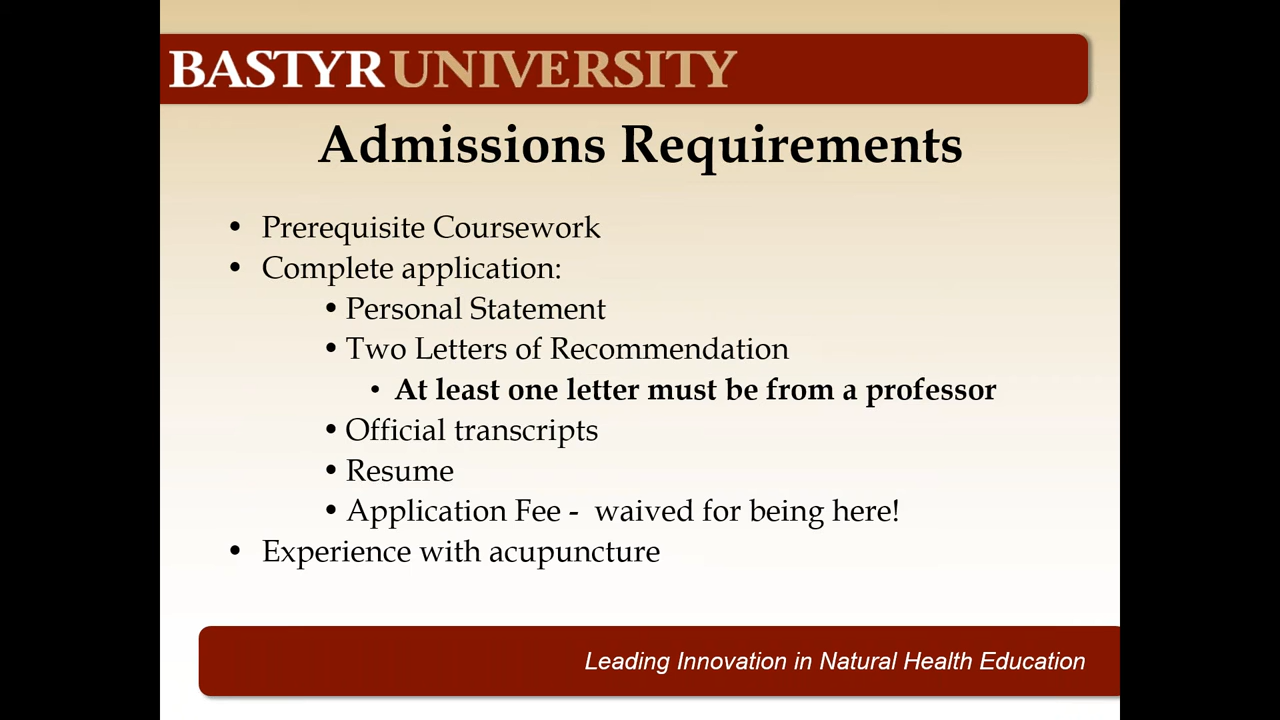 BASTYR UNIVERSITY
Admissions Requirements
• Prerequisite Coursework
• Complete application:
• Personal Statement
• Two Letters of Recommendation
• At least one letter must be from a professor
• Official transcripts
• Resume
• Application Fee -  waived for being here!
• Experience with acupuncture
Leading Innovation in Natural Health Education